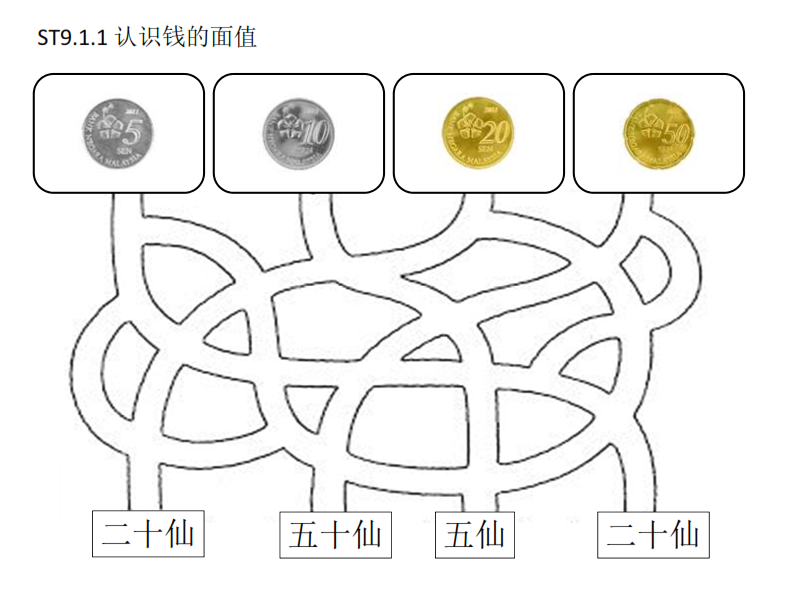 ST9.1.1 认识钱的面值
2012
5
SEN
BANK NEGARA MALAYSIA
10
SEN
BANK NEGARA MALAYSIA
20
SEN
BANK NEGARA MALAYSIA
50
SEN
BANK NEGARA MALAYSIA
二十仙 五十仙 五仙 二十仙